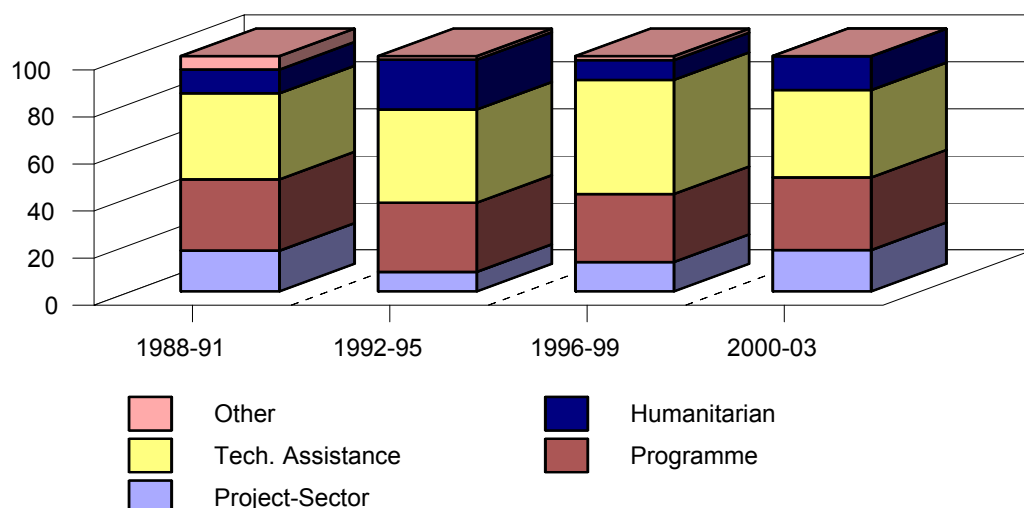 100
80
60
40
20
0
1988-91 1992-95 1996-99 2000-03
Other Humanitarian
Tech. Assistance Programme
Project-Sector